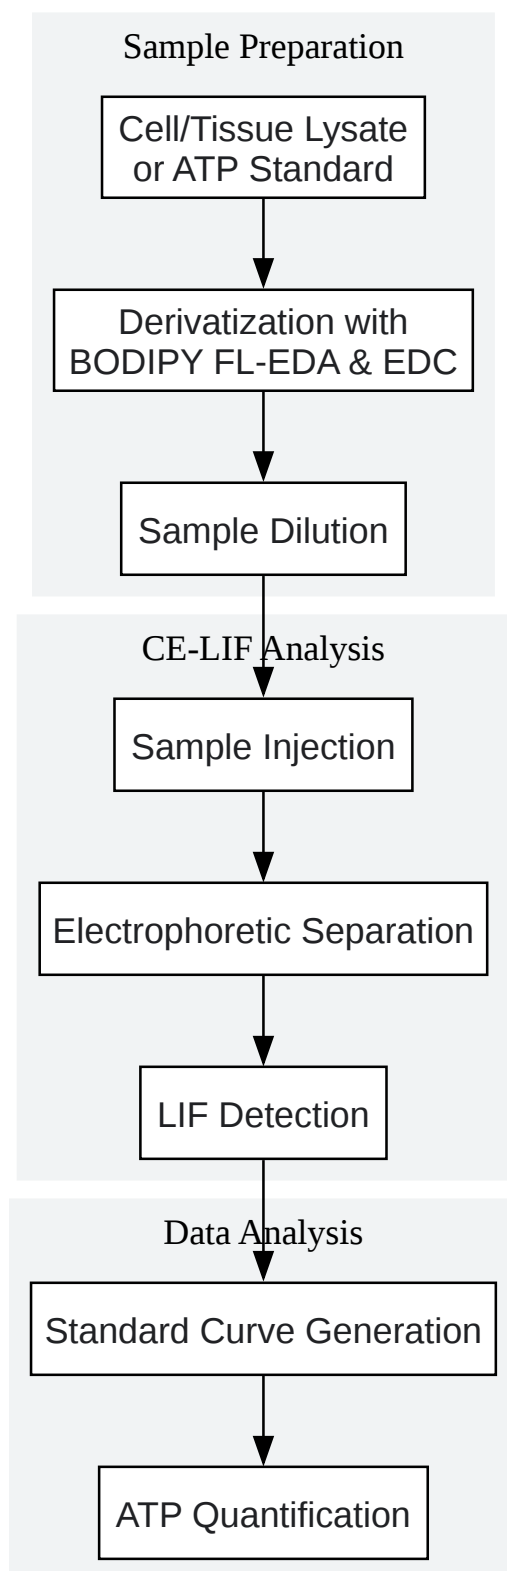 Sample Preparation
Cell/Tissue Lysate
or ATP Standard
Derivatization with
BODIPY FL-EDA & EDC
Sample Dilution
CE-LIF Analysis
Sample Injection
Electrophoretic Separation
LIF Detection
Data Analysis
Standard Curve Generation
ATP Quantification